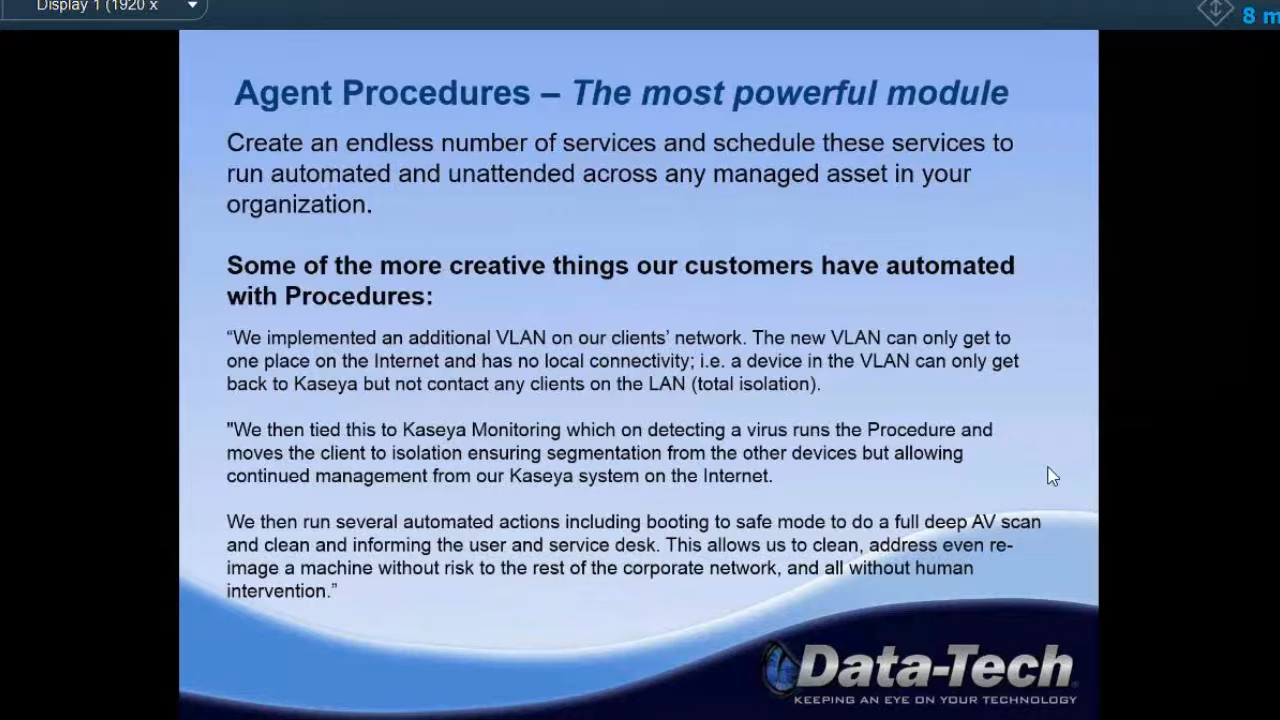 Display 1 (1920 x
8 m
Agent Procedures – The most powerful module
Create an endless number of services and schedule these services to
run automated and unattended across any managed asset in your
organization.
Some of the more creative things our customers have automated
with Procedures:
“We implemented an additional VLAN on our clients’ network. The new VLAN can only get to
one place on the Internet and has no local connectivity; i.e. a device in the VLAN can only get
back to Kaseya but not contact any clients on the LAN (total isolation).
"We then tied this to Kaseya Monitoring which on detecting a virus runs the Procedure and
moves the client to isolation ensuring segmentation from the other devices but allowing
continued management from our Kaseya system on the Internet.
We then run several automated actions including booting to safe mode to do a full deep AV scan
and clean and informing the user and service desk. This allows us to clean, address even re-
image a machine without risk to the rest of the corporate network, and all without human
intervention.”
Data-Tech
KEEPING AN EYE ON YOUR TECHNOLOGY